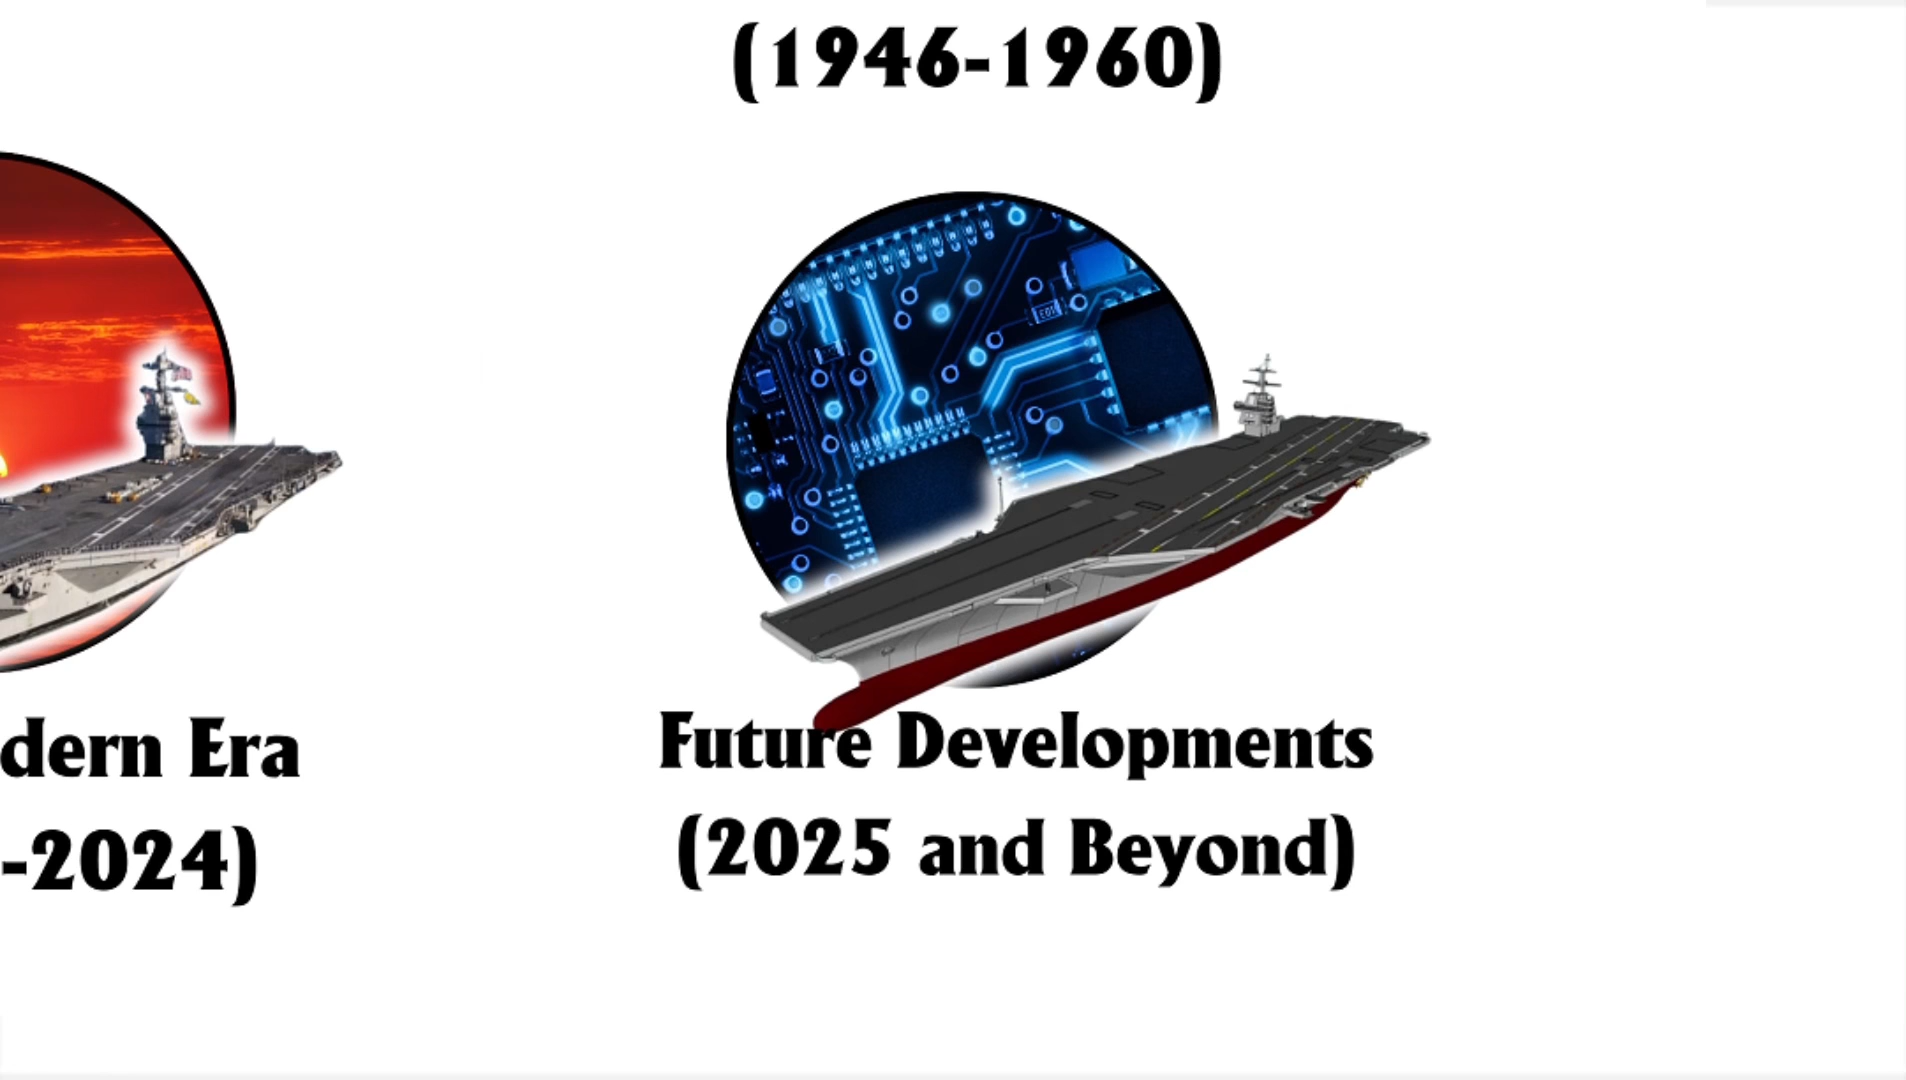 (1946-1960)
dern Era
-2024)
Future Developments
(2025 and Beyond)